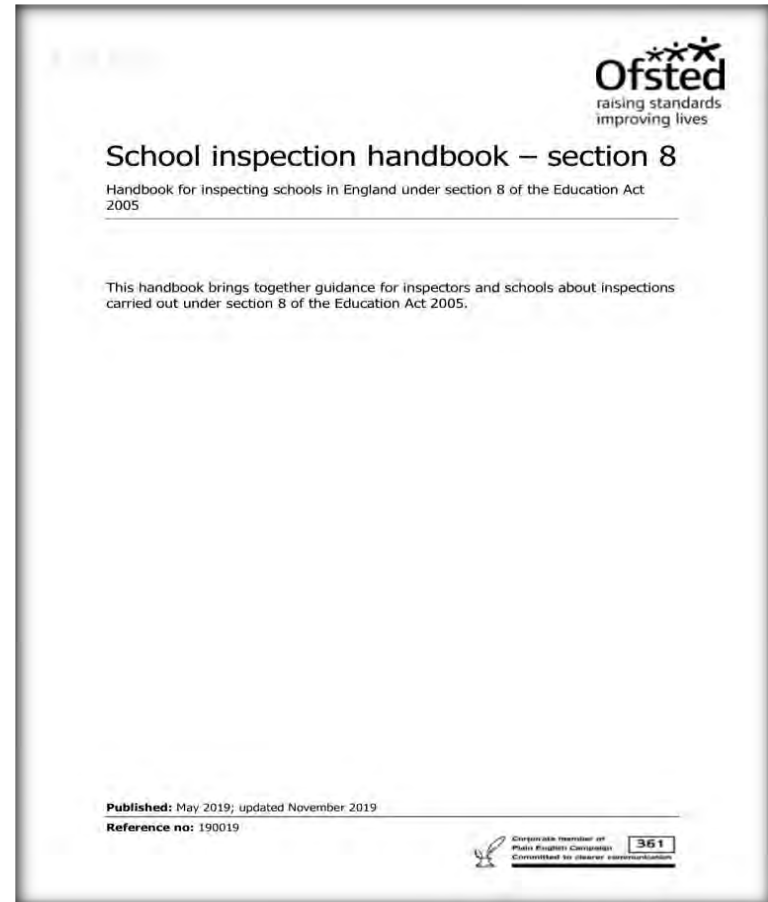 Ofsted
raising standards
improving lives
School inspection handbook – section 8
Handbook for inspecting schools in England under section 8 of the Education Act
2005
This handbook brings together guidance for inspectors and schools about inspections
carried out under section 8 of the Education Act 2005.
Published: May 2019; updated November 2019
Reference no: 190019
Corporate member of
Plain English Campaign
Committed to clearer communication
361